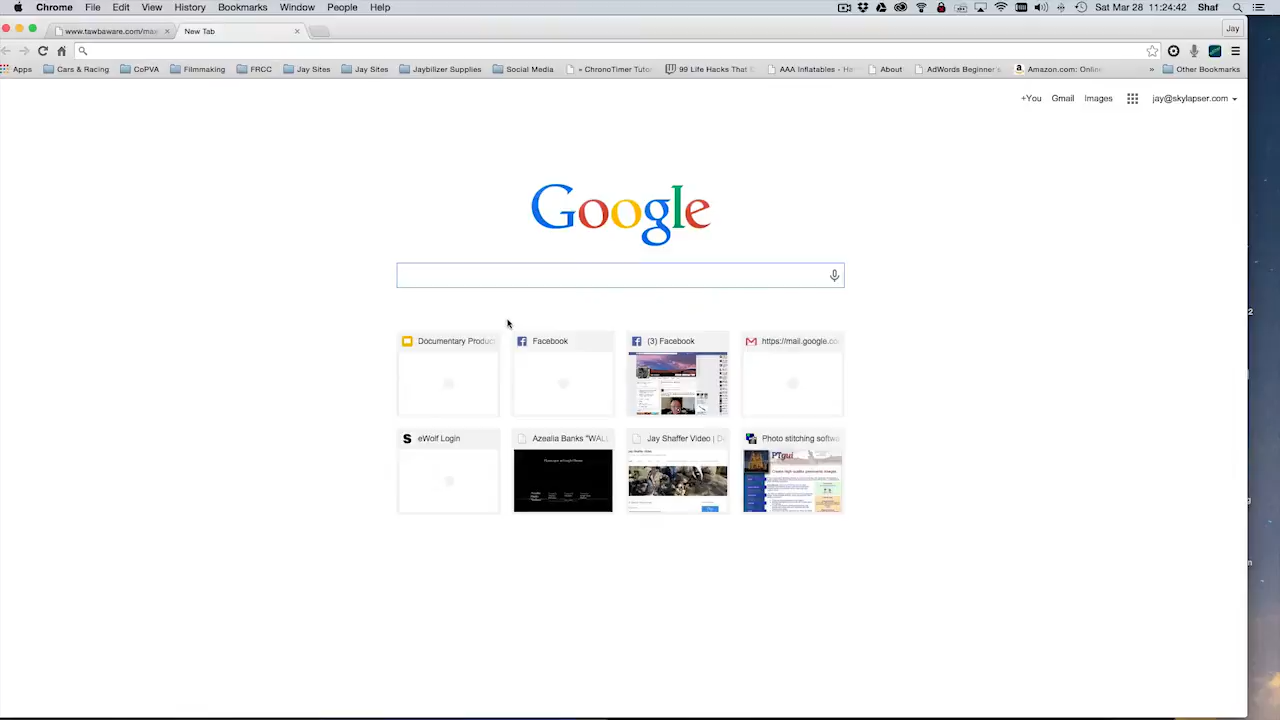 Chrome File Edit View History Bookmarks Window People Help Sat Mar 28 11:24:42 Shaf
www.tawbaware.com/max New Tab Jay
Apps Cars & Racing CoPVA Filmmaking FRCC Jay Sites Jay Sites Jaybilizer Supplies Social Media » ChronoTimer Tuto 99 Life Hacks That AAA Inflatables - Hi About AdWords Beginner's Amazon.com: Onlin » Other Bookmarks
+You Gmail Images jay@skylapser.com
Google
Documentary Produc Facebook (3) Facebook https://mail.google.co
eWolf Login Azealia Banks "WAL Jay Shaffer Video | D Photo stitching softw
PTgui